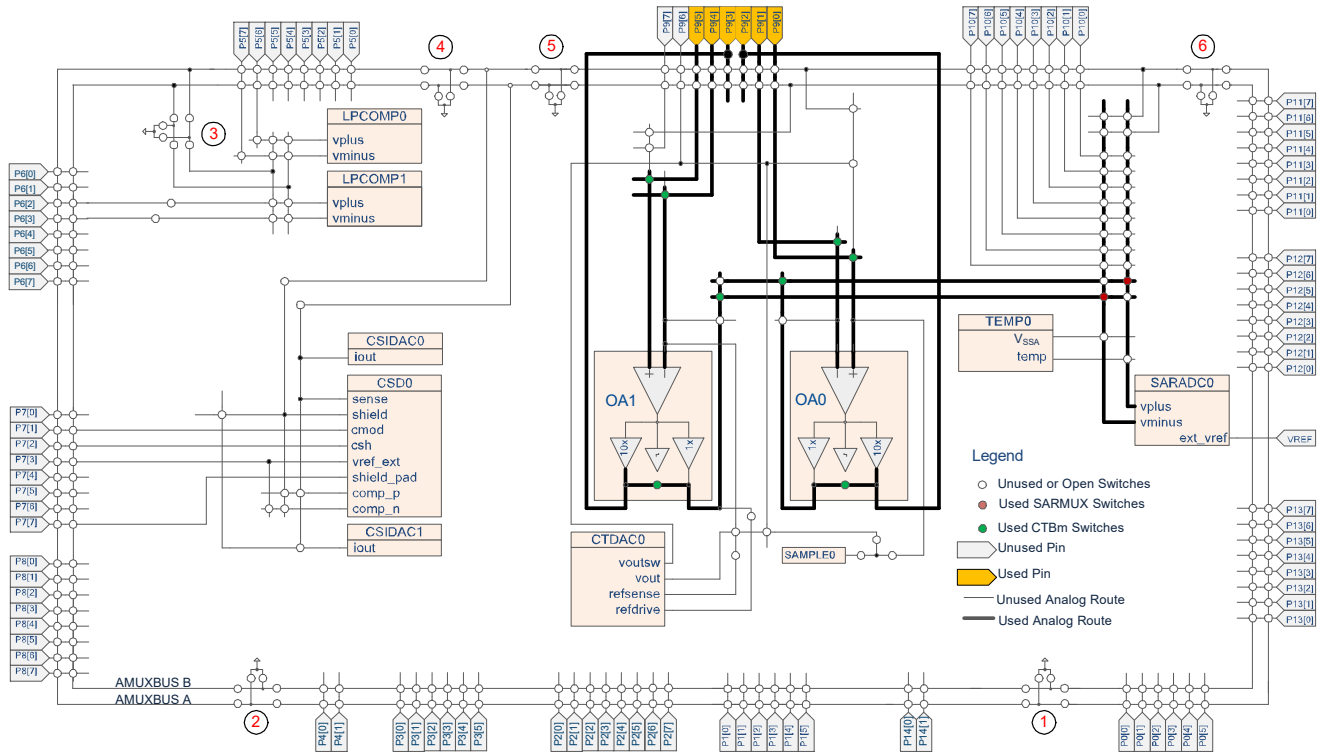 P5[7]
P5[6]
P5[5]
P5[4]
P5[3]
P5[2]
P5[1]
P5[0]
4
5
P9[7]
P9[6]
P9[5]
P9[4]
P9[3]
P9[2]
P9[1]
P9[0]
P10[7]
P10[6]
P10[5]
P10[4]
P10[3]
P10[2]
P10[1]
P10[0]
6
3
LPCOMP0
vplus
vminus
LPCOMP1
vplus
vminus
P6[0]
P6[1]
P6[2]
P6[3]
P6[4]
P6[5]
P6[6]
P6[7]
P11[7]
P11[6]
P11[5]
P11[4]
P11[3]
P11[2]
P11[1]
P11[0]
P12[7]
P12[6]
P12[5]
P12[4]
P12[3]
P12[2]
P12[1]
P12[0]
CSIDAC0
iout
CSD0
sense
shield
cmod
csh
vref_ext
shield_pad
comp_p
comp_n
CSIDAC1
iout
P7[0]
P7[1]
P7[2]
P7[3]
P7[4]
P7[5]
P7[6]
P7[7]
P8[0]
P8[1]
P8[2]
P8[3]
P8[4]
P8[5]
P8[6]
P8[7]
+ -
OA1
10x
1x
+ -
OA0
1x
10x
TEMP0
VSSA
temp
SARADC0
vplus
vminus
ext_vref
VREF
CTDAC0
voutsw
vout
refsense
refdrive
SAMPLE0
Legend
Unused or Open Switches
Used SARMUX Switches
Used CTBm Switches
Unused Pin
Used Pin
Unused Analog Route
Used Analog Route
P13[7]
P13[6]
P13[5]
P13[4]
P13[3]
P13[2]
P13[1]
P13[0]
AMUXBUS B
AMUXBUS A
2
P4[0]
P4[1]
P3[0]
P3[1]
P3[2]
P3[3]
P3[4]
P3[5]
P2[0]
P2[1]
P2[2]
P2[3]
P2[4]
P2[5]
P2[6]
P2[7]
P1[0]
P1[1]
P1[2]
P1[3]
P1[4]
P1[5]
P14[0]
P14[1]
1
P0[0]
P0[1]
P0[2]
P0[3]
P0[4]
P0[5]